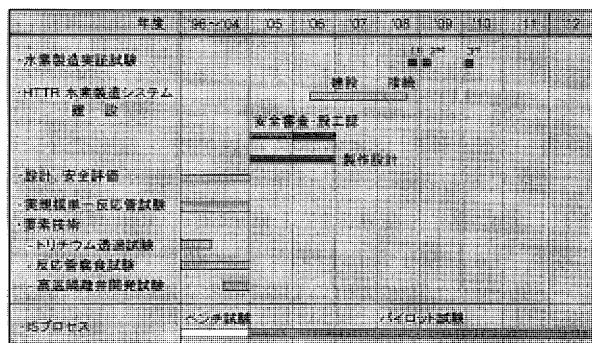 年度 '96～'04 '05 '06 '07 '08 '09 '10 '11 '12
・水素製造実証試験 1st 2nd 3rd
・HTTR 水素製造システム 建設 接続
建 設
安全審査・設工認
製作設計
・設計、安全評価
・実規模単一反応管試験
・要素技術
- トリチウム透過試験
- 反応管腐食試験
- 高温隔離弁開発試験
・ISプロセス ベンチ試験 パイロット試験